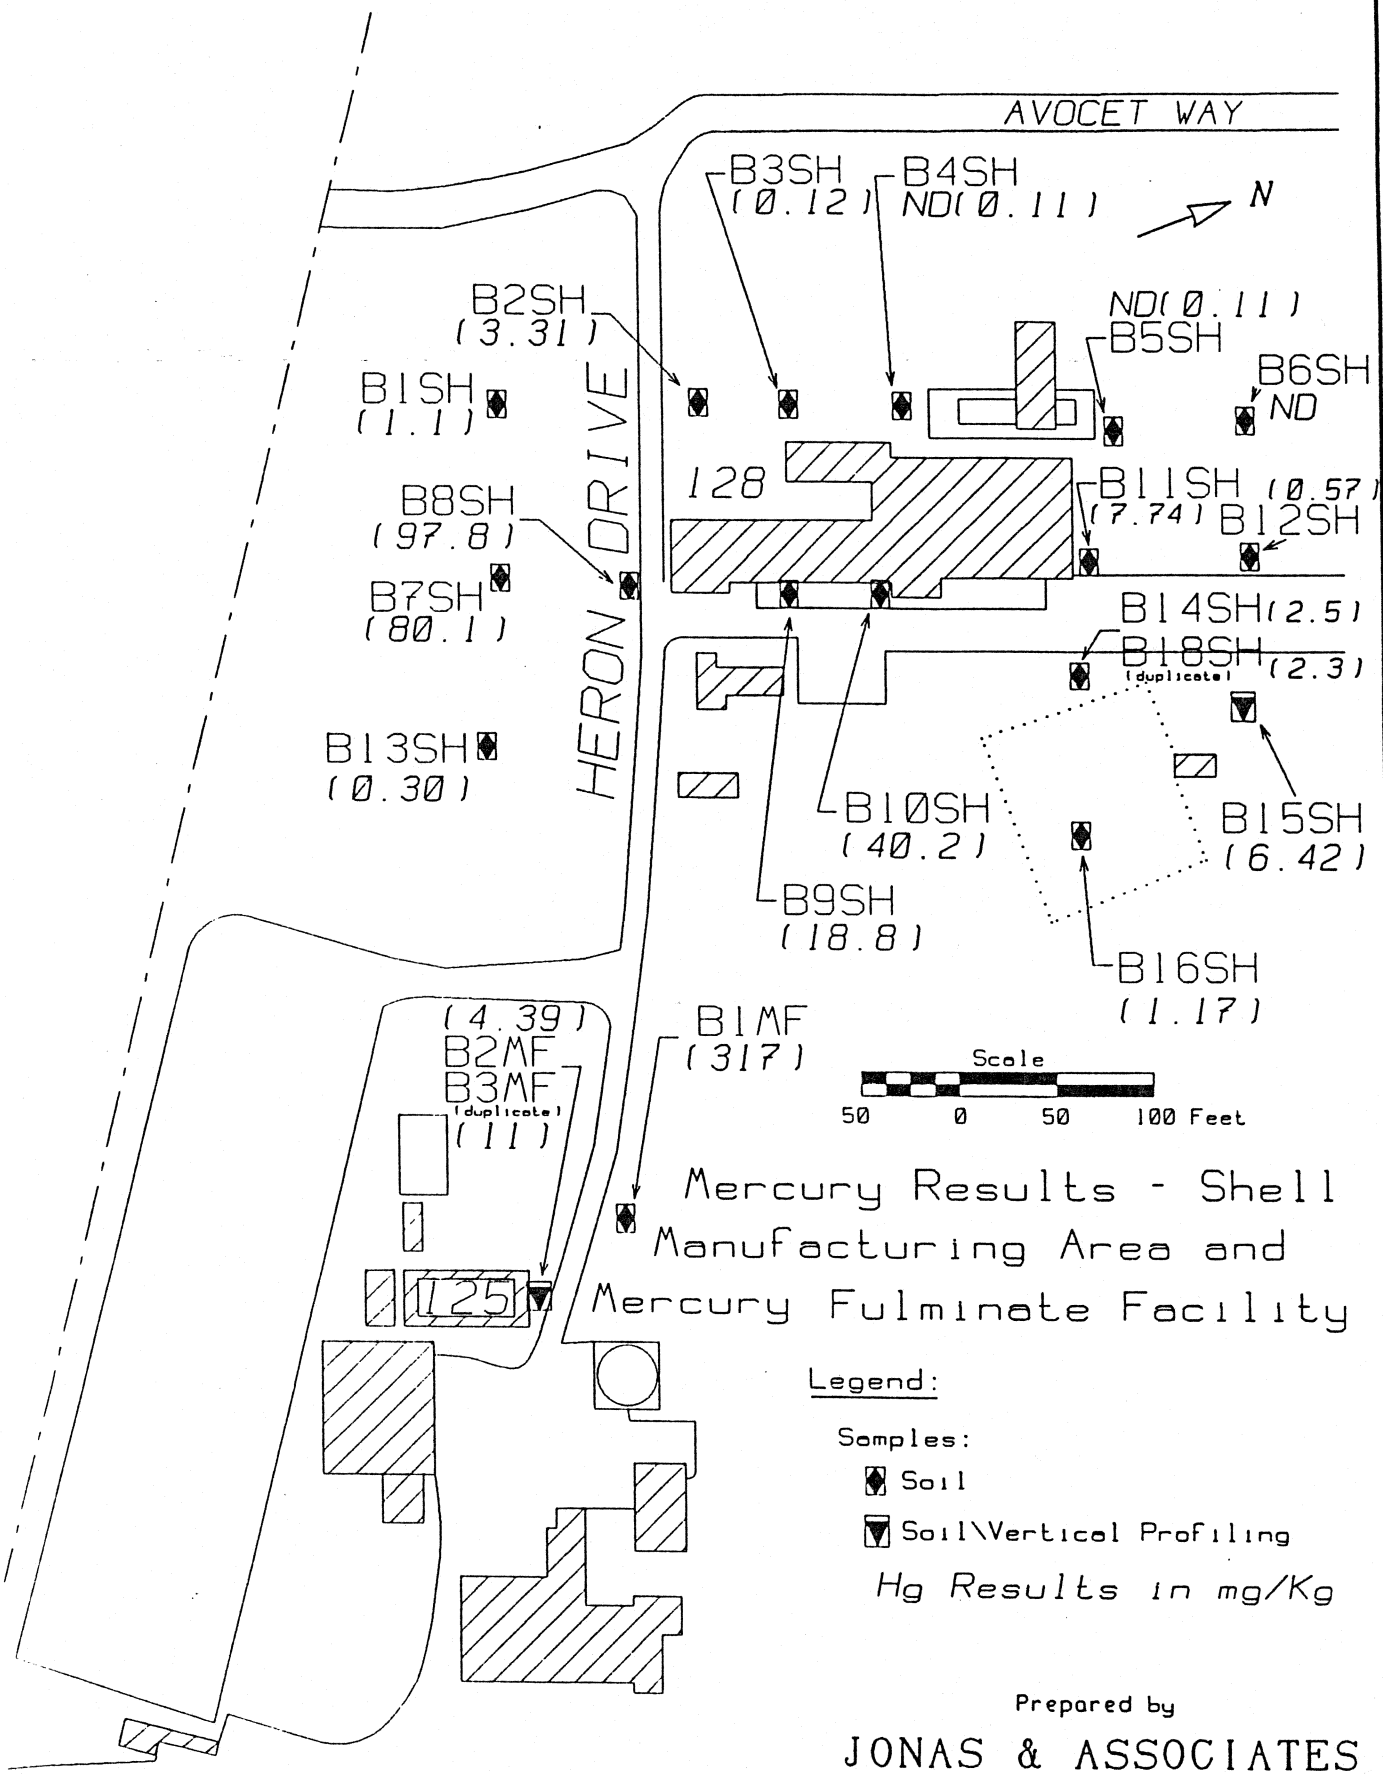 AVOCET WAY
B3SH
(0.12)
B4SH
ND(0.11)
N
B2SH
(3.31)
ND(0.11)
B5SH
B1SH
(1.1)
B6SH
ND
HERON DRIVE
128
B8SH
(97.8)
B11SH (0.57)
(7.74) B12SH
B7SH
(80.1)
B14SH(2.5)
B18SH(2.3)
(duplicate)
B13SH
(0.30)
B10SH
(40.2)
B15SH
(6.42)
B9SH
(18.8)
B16SH
(1.17)
(4.39)
B2MF
B3MF
(duplicate)
(11)
B1MF
(317)
Scale
50 0 50 100 Feet
Mercury Results - Shell
Manufacturing Area and
Mercury Fulminate Facility
125
Legend:
Samples:
Soil
Soil\Vertical Profiling
Hg Results in mg/Kg
Prepared by
JONAS & ASSOCIATES